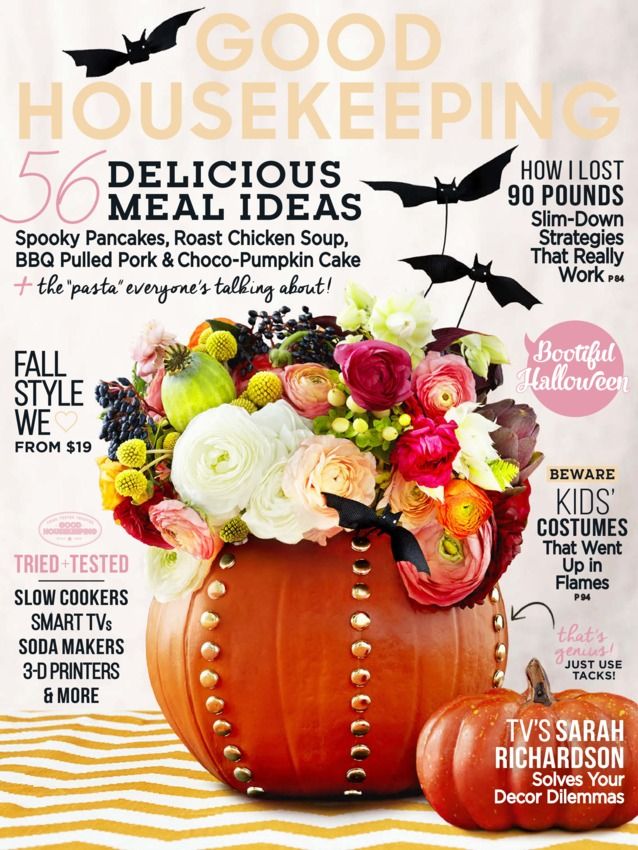 GOOD
HOUSEKEEPING
56 DELICIOUS
MEAL IDEAS
Spooky Pancakes, Roast Chicken Soup,
BBQ Pulled Pork & Choco-Pumpkin Cake
+ the "pasta" everyone's talking about!
HOW I LOST
90 POUNDS
Slim-Down
Strategies
That Really
Work P84
Bootiful
Halloween
FALL
STYLE
WE♡
FROM $19
BEWARE
KIDS'
COSTUMES
That Went
Up in
Flames
P94
GOOD
HOUSEKEEPING
TRIED+TESTED
SLOW COOKERS
SMART TVs
SODA MAKERS
3-D PRINTERS
& MORE
that's
genius!
JUST USE
TACKS!
TV'S SARAH
RICHARDSON
Solves Your
Decor Dilemmas